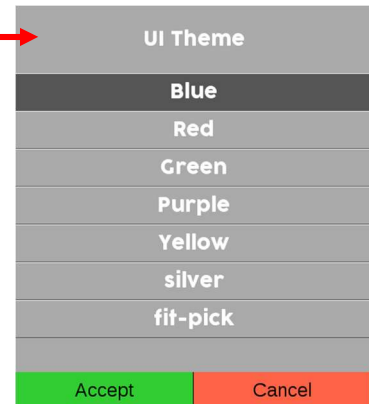 UI Theme
Blue
Red
Green
Purple
Yellow
silver
fit-pick
Accept Cancel